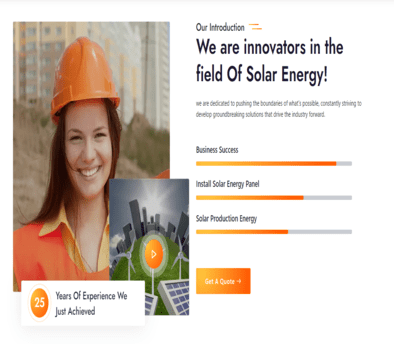 Our Introduction
We are innovators in the
field Of Solar Energy!
we are dedicated to pushing the boundaries of what's possible, constantly striving to
develop groundbreaking solutions that drive the industry forward.
Business Success
Install Solar Energy Panel
Solar Production Energy
Get A Quote
25
Years Of Experience We
Just Achieved